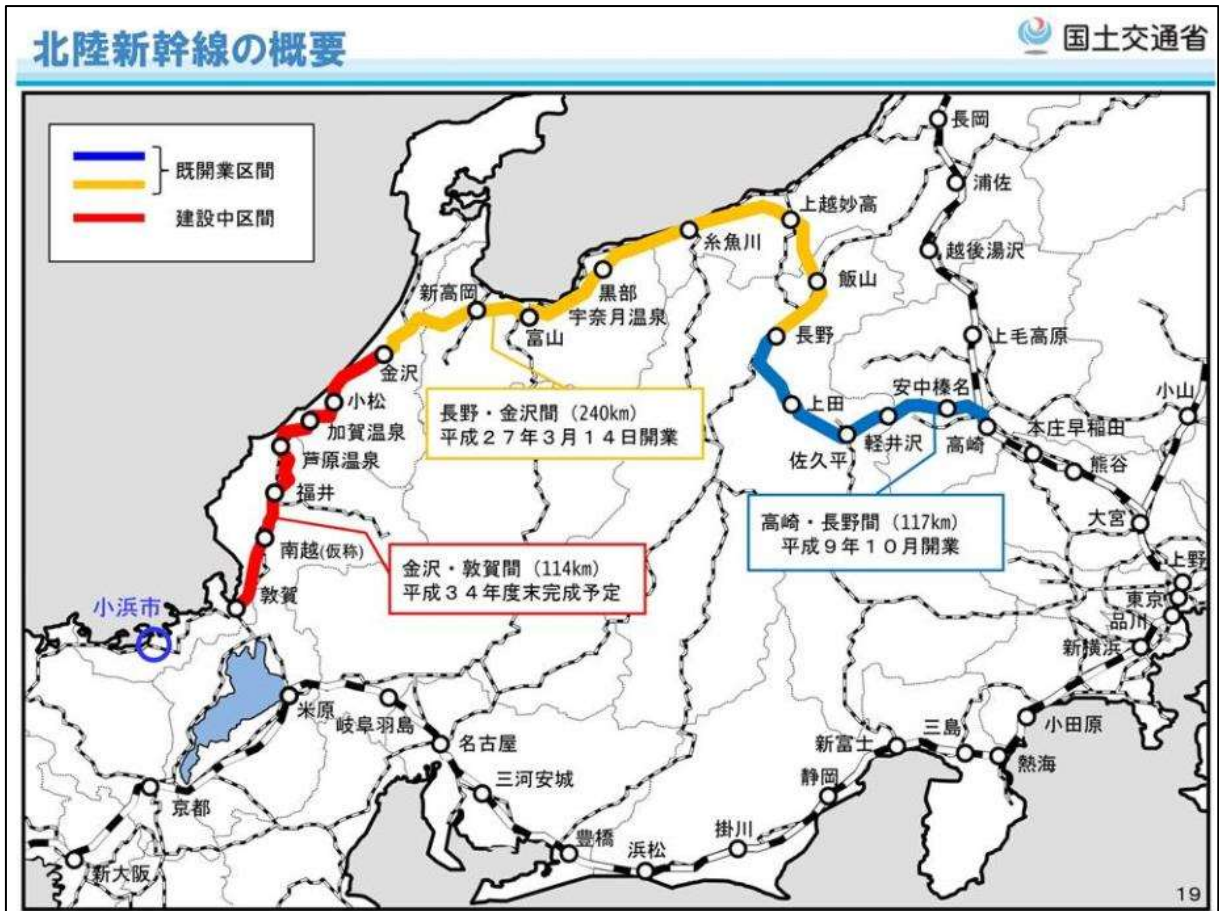 北陸新幹線の概要
国土交通省
既開業区間
建設中区間
長岡
浦佐
上越妙高
糸魚川
越後湯沢
飯山
黒部
宇奈月温泉
新高岡
富山
長野
上毛高原
金沢
小松
加賀温泉
芦原温泉
福井
南越(仮称)
敦賀
小浜市
長野・金沢間(240km)
平成27年3月14日開業
上田
安中榛名
軽井沢
佐久平
高崎
本庄早稲田
熊谷
小山
大宮
上野
東京
品川
新横浜
高崎・長野間(117km)
平成9年10月開業
金沢・敦賀間(114km)
平成34年度末完成予定
米原
岐阜羽島
名古屋
三河安城
京都
新大阪
豊橋
浜松
掛川
静岡
新富士
三島
熱海
小田原
19